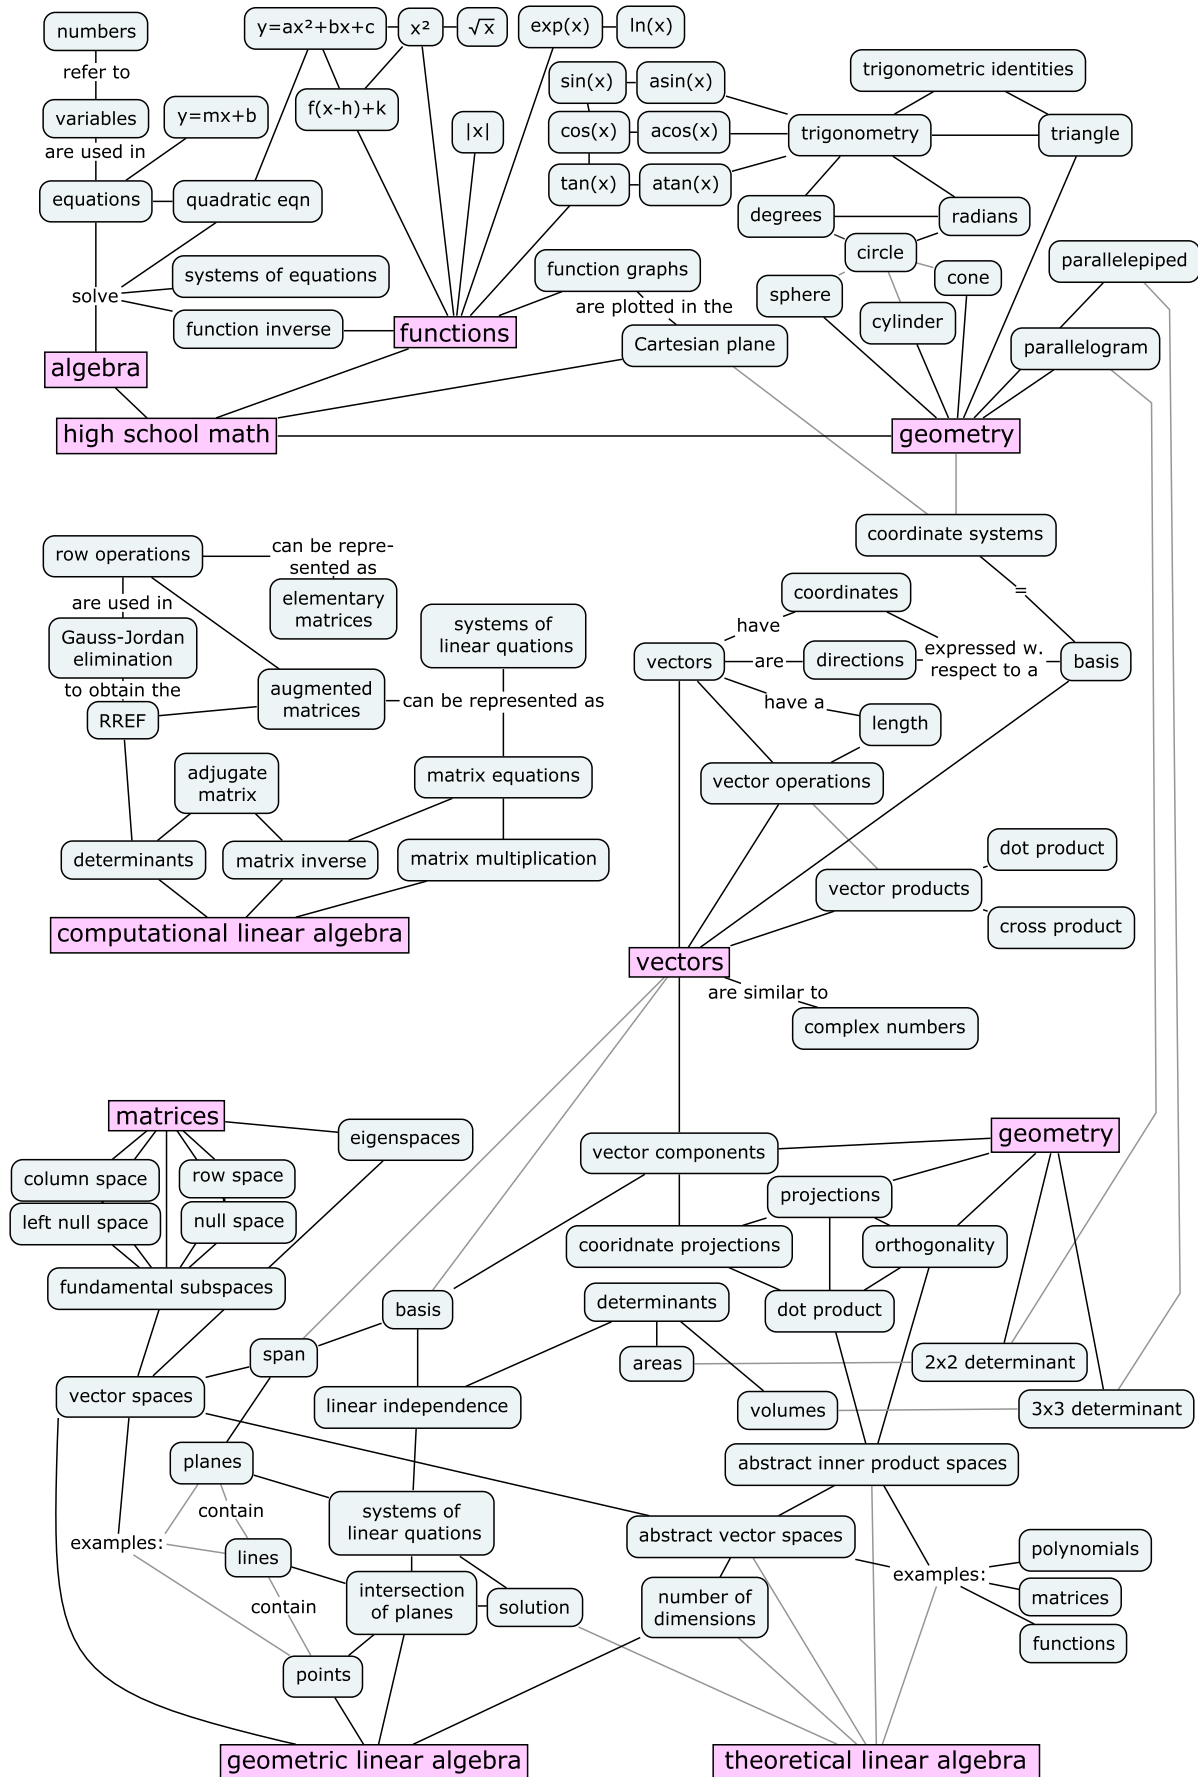 numbers
refer to
variables
are used in
equations
y=mx+b
quadratic eqn
y=ax²+bx+c
x²
√x
exp(x)
ln(x)
f(x-h)+k
|x|
sin(x)
asin(x)
cos(x)
acos(x)
tan(x)
atan(x)
trigonometric identities
trigonometry
triangle
degrees
radians
circle
sphere
cone
cylinder
parallelepiped
parallelogram
solve
systems of equations
function inverse
function graphs
are plotted in the
Cartesian plane
functions
algebra
high school math
geometry
coordinate systems
=
row operations
can be repre-
sented as
elementary
matrices
are used in
Gauss-Jordan
elimination
to obtain the
RREF
augmented
matrices
systems of
linear quations
can be represented as
adjugate
matrix
matrix equations
determinants
matrix inverse
matrix multiplication
computational linear algebra
coordinates
have
vectors
are
directions
expressed w.
respect to a
basis
have a
length
vector operations
dot product
vector products
cross product
vectors
are similar to
complex numbers
matrices
eigenspaces
column space
row space
left null space
null space
fundamental subspaces
geometry
vector components
projections
cooridnate projections
orthogonality
determinants
dot product
basis
span
areas
2x2 determinant
vector spaces
linear independence
volumes
3x3 determinant
planes
contain
abstract inner product spaces
systems of
linear quations
abstract vector spaces
examples:
lines
contain
intersection
of planes
solution
number of
dimensions
examples:
polynomials
matrices
functions
points
geometric linear algebra
theoretical linear algebra